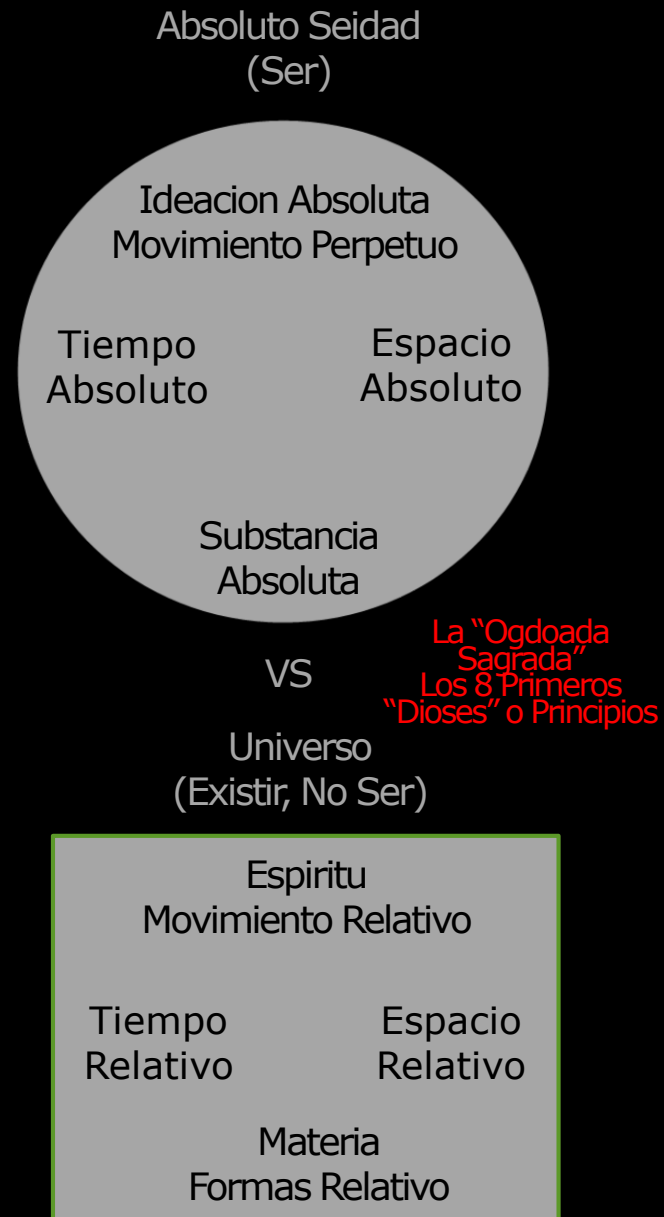 Absoluto Seidad
(Ser)
Ideacion Absoluta
Movimiento Perpetuo
Tiempo
Absoluto
Espacio
Absoluto
Substancia
Absoluta
La “Ogdoada
Sagrada”
Los 8 Primeros
“Dioses” o Principios
VS
Universo
(Existir, No Ser)
Espiritu
Movimiento Relativo
Tiempo
Relativo
Espacio
Relativo
Materia
Formas Relativo